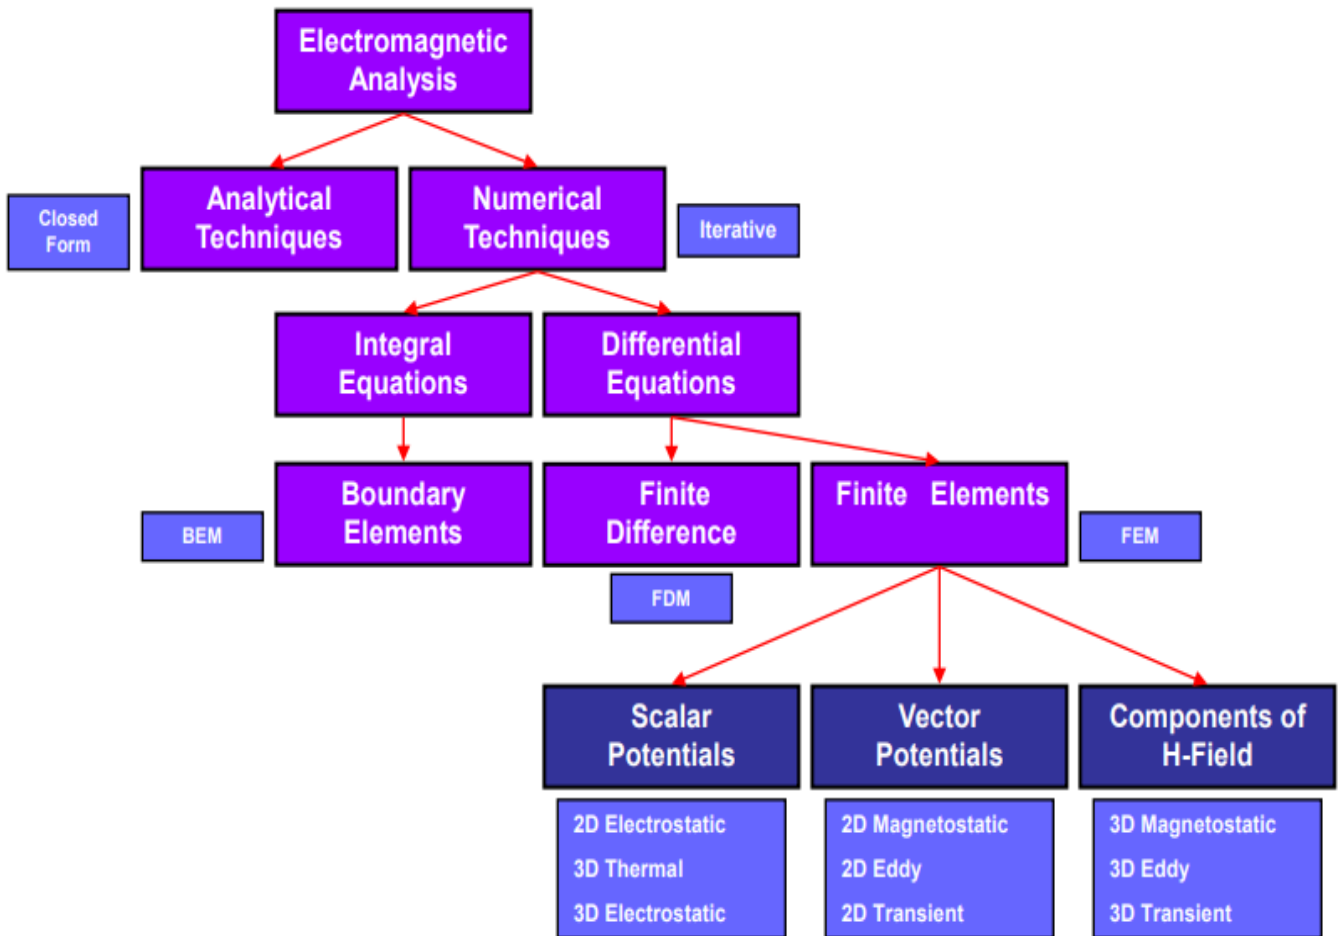 Electromagnetic
Analysis
Closed
Form
Analytical
Techniques
Numerical
Techniques
Iterative
Integral
Equations
Differential
Equations
BEM
Boundary
Elements
Finite
Difference
FDM
Finite Elements
FEM
Scalar
Potentials
Vector
Potentials
Components of
H-Field
2D Electrostatic
3D Thermal
3D Electrostatic
2D Magnetostatic
2D Eddy
2D Transient
3D Magnetostatic
3D Eddy
3D Transient